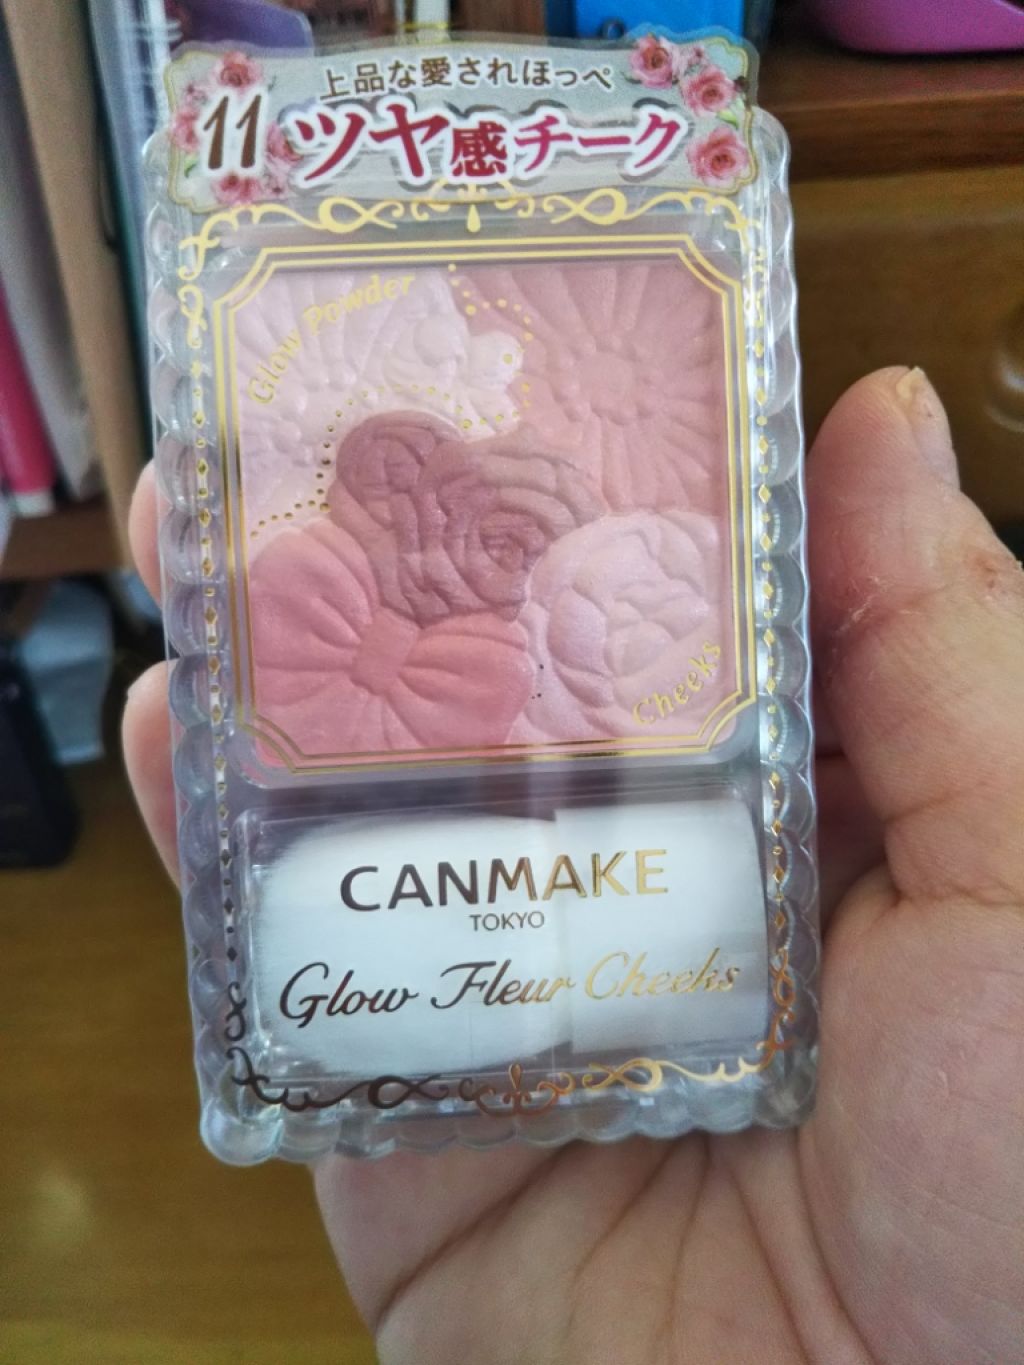 上品な愛されほっぺ
11 ツヤ感チーク
Glow Powder
Cheeks
CANMAKE
TOKYO
Glow Fleur Cheeks